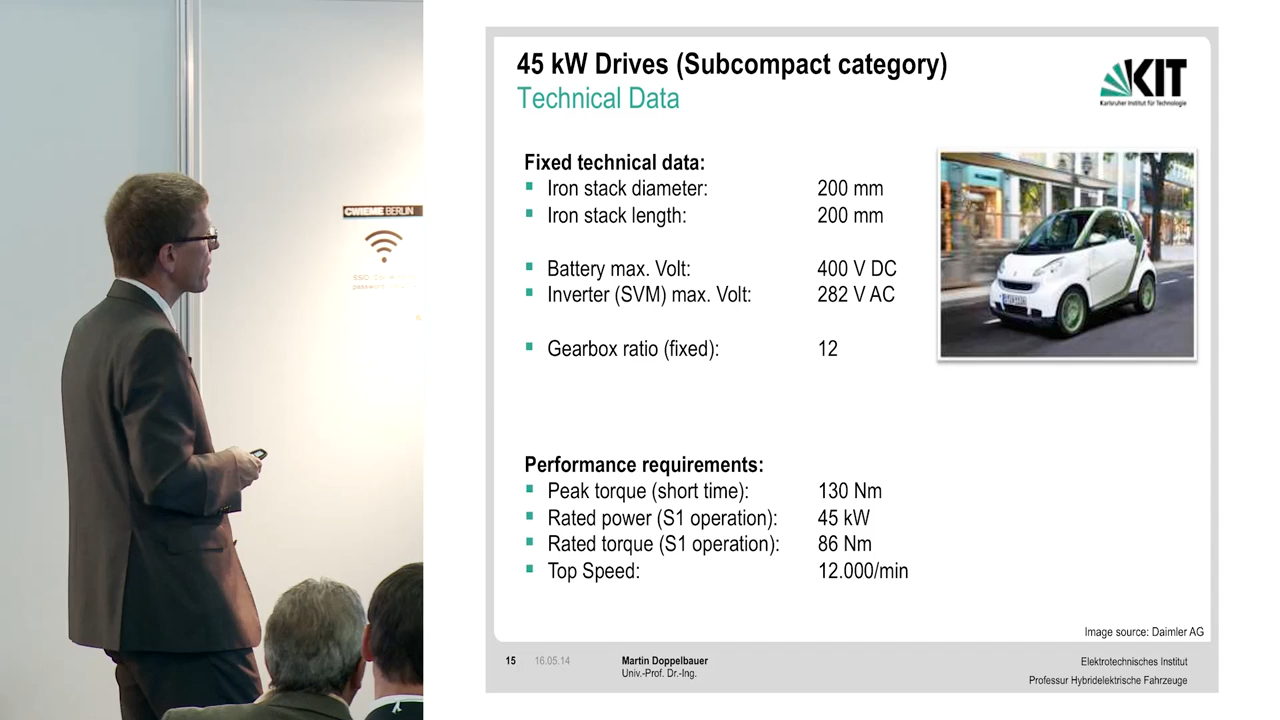 45 kW Drives (Subcompact category)
Technical Data
KIT
Karlsruher Institut für Technologie
Fixed technical data:
Iron stack diameter: 200 mm
Iron stack length: 200 mm
Battery max. Volt: 400 V DC
Inverter (SVM) max. Volt: 282 V AC
Gearbox ratio (fixed): 12
Performance requirements:
Peak torque (short time): 130 Nm
Rated power (S1 operation): 45 kW
Rated torque (S1 operation): 86 Nm
Top Speed: 12.000/min
Image source: Daimler AG
15 16.05.14
Martin Doppelbauer
Univ.-Prof. Dr.-Ing.
Elektrotechnisches Institut
Professur Hybridelektrische Fahrzeuge
CWIEME BERLIN